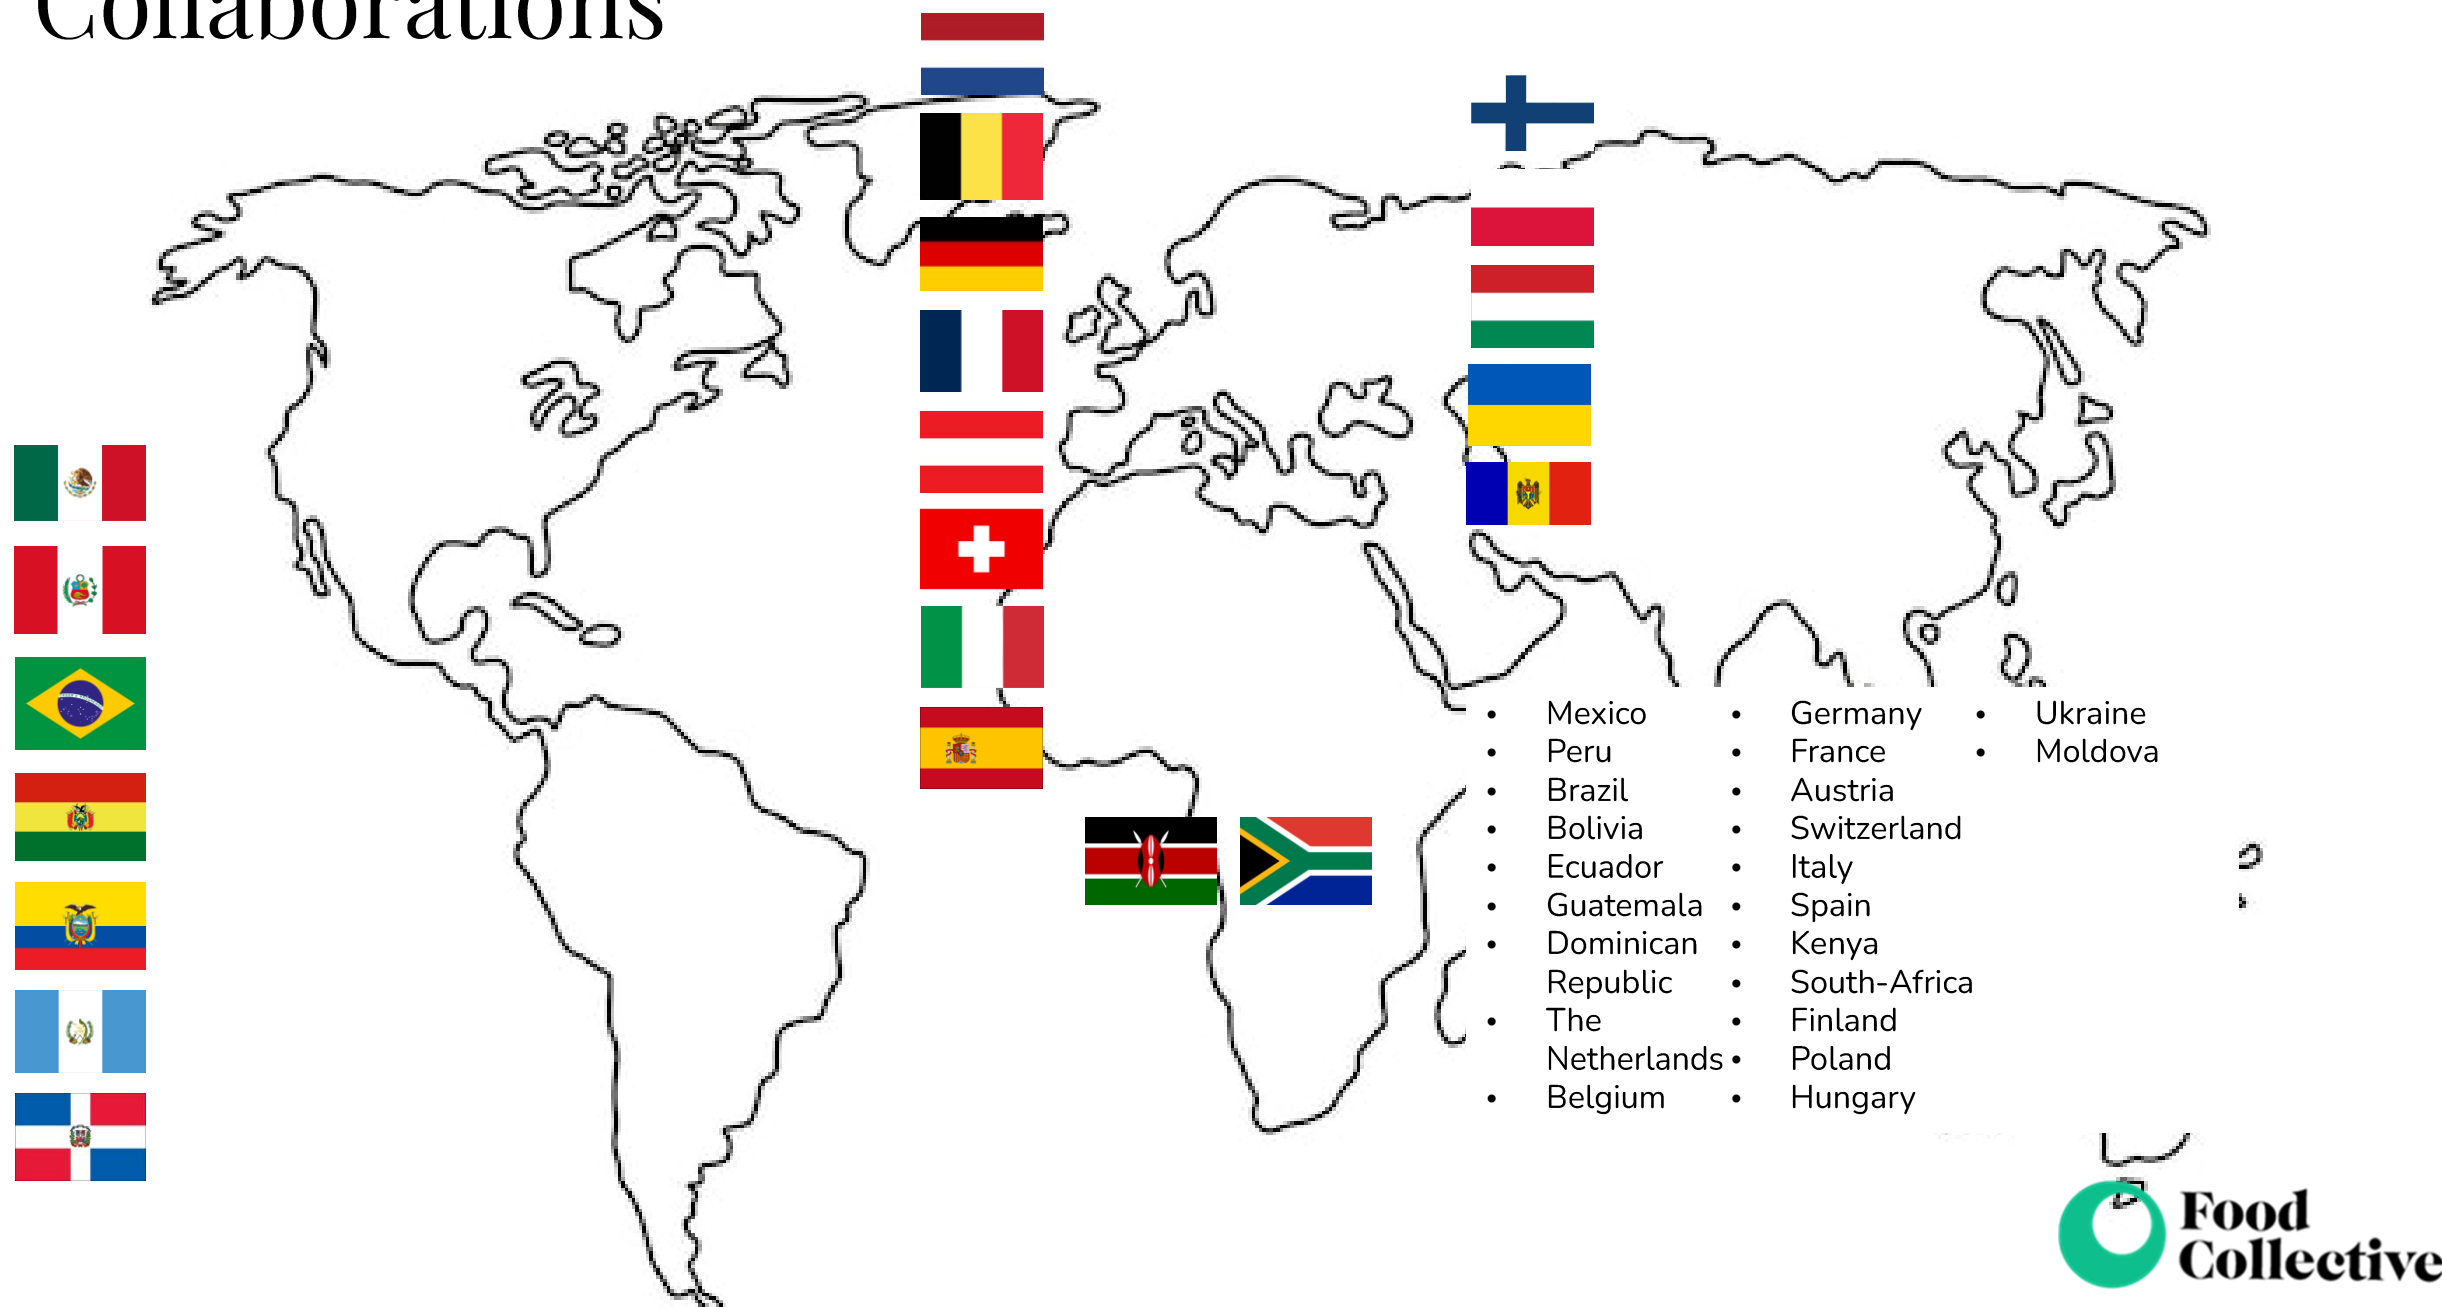 Collaborations
• Mexico
• Peru
• Brazil
• Bolivia
• Ecuador
• Guatemala
• Dominican
Republic
• The
Netherlands
• Belgium
• Germany
• France
• Austria
• Switzerland
• Italy
• Spain
• Kenya
• South-Africa
• Finland
• Poland
• Hungary
• Ukraine
• Moldova
Food
Collective